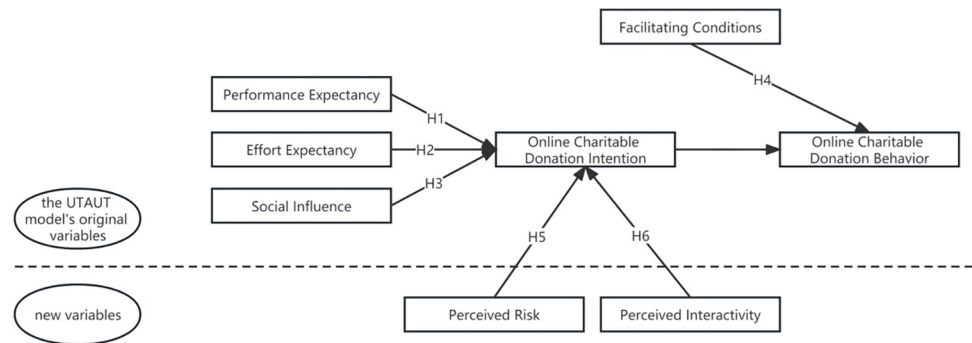 Facilitating Conditions
H4
Performance Expectancy
H1
Effort Expectancy
H2
Online Charitable
Donation Intention
Online Charitable
Donation Behavior
H3
Social Influence
the UTAUT
model's original
variables
H5
H6
new variables
Perceived Risk
Perceived Interactivity